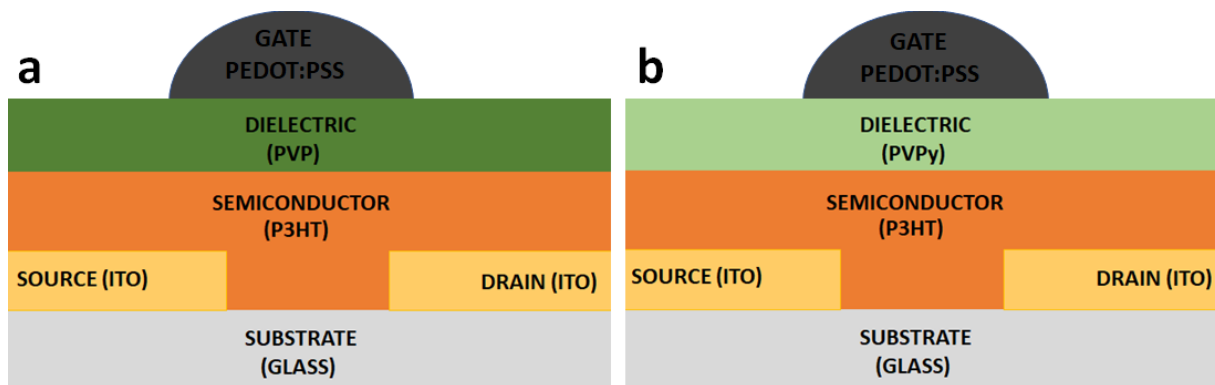 a
GATE
PEDOT:PSS
DIELECTRIC
(PVP)
SEMICONDUCTOR
(P3HT)
SOURCE (ITO)
DRAIN (ITO)
SUBSTRATE
(GLASS)
b
GATE
PEDOT:PSS
DIELECTRIC
(PVPy)
SEMICONDUCTOR
(P3HT)
SOURCE (ITO)
DRAIN (ITO)
SUBSTRATE
(GLASS)